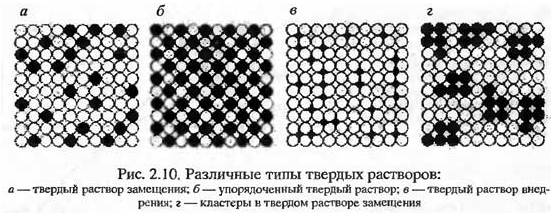 а б в г
Рис. 2.10. Различные типы твердых растворов:
а — твердый раствор замещения; б — упорядоченный твердый раствор; в — твердый раствор внед-
рения; г — кластеры в твердом растворе замещения